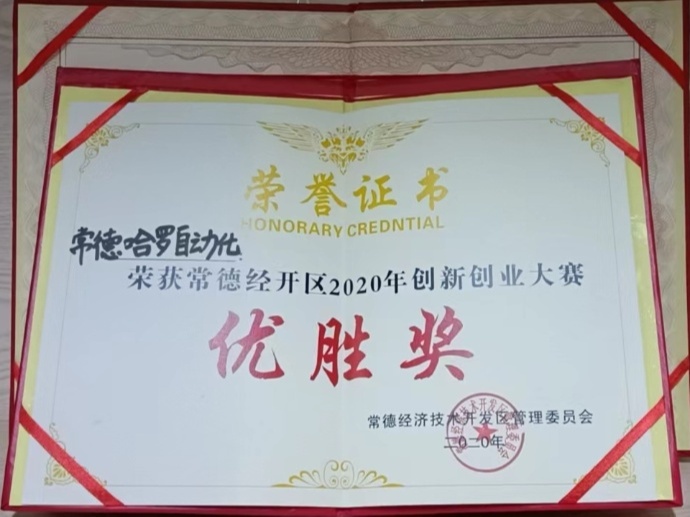 荣誉证书
HONORARY CREDNTIAL
常德哈罗自动化
荣获常德经开区2020年创新创业大赛
优胜奖
常德经济技术开发区管理委员会
二〇二〇年